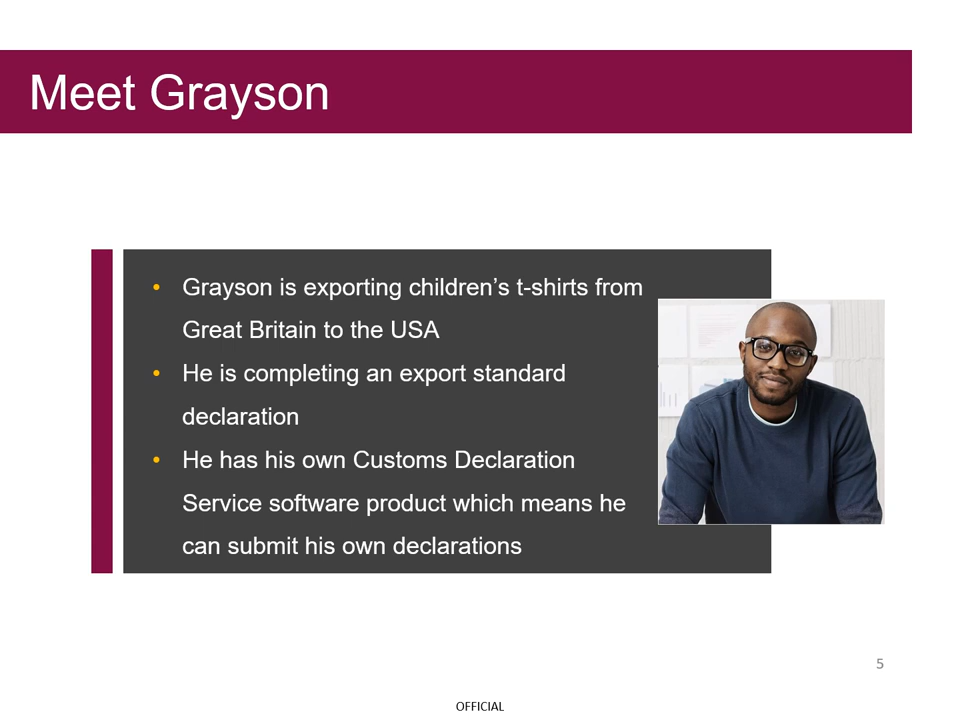 Meet Grayson
• Grayson is exporting children’s t-shirts from
Great Britain to the USA
• He is completing an export standard
declaration
• He has his own Customs Declaration
Service software product which means he
can submit his own declarations
5
OFFICIAL